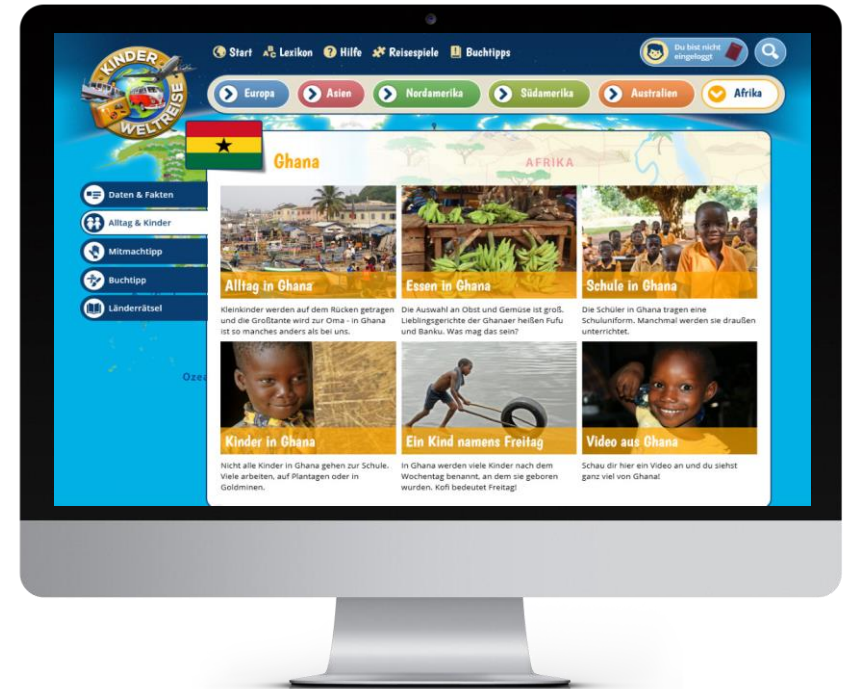 KINDER
WELTREISE
Start Lexikon Hilfe Reisespiele Buchtipps
Du bist nicht
eingeloggt
Europa Asien Nordamerika Südamerika Australien Afrika
Ghana
AFRIKA
Daten & Fakten
Alltag & Kinder
Mitmachtipp
Buchtipp
Länderrätsel
Ozea
Alltag in Ghana
Kleinkinder werden auf dem Rücken getragen
und die Großtante wird zur Oma - in Ghana
ist so manches anders als bei uns.
Essen in Ghana
Die Auswahl an Obst und Gemüse ist groß.
Lieblingsgerichte der Ghanaer heißen Fufu
und Banku. Was mag das sein?
Schule in Ghana
Die Schüler in Ghana tragen eine
Schuluniform. Manchmal werden sie draußen
unterrichtet.
Kinder in Ghana
Nicht alle Kinder in Ghana gehen zur Schule.
Viele arbeiten, auf Plantagen oder in
Goldminen.
Ein Kind namens Freitag
In Ghana werden viele Kinder nach dem
Wochentag benannt, an dem sie geboren
wurden. Kofi bedeutet Freitag!
Video aus Ghana
Schau dir hier ein Video an und du siehst
ganz viel von Ghana!